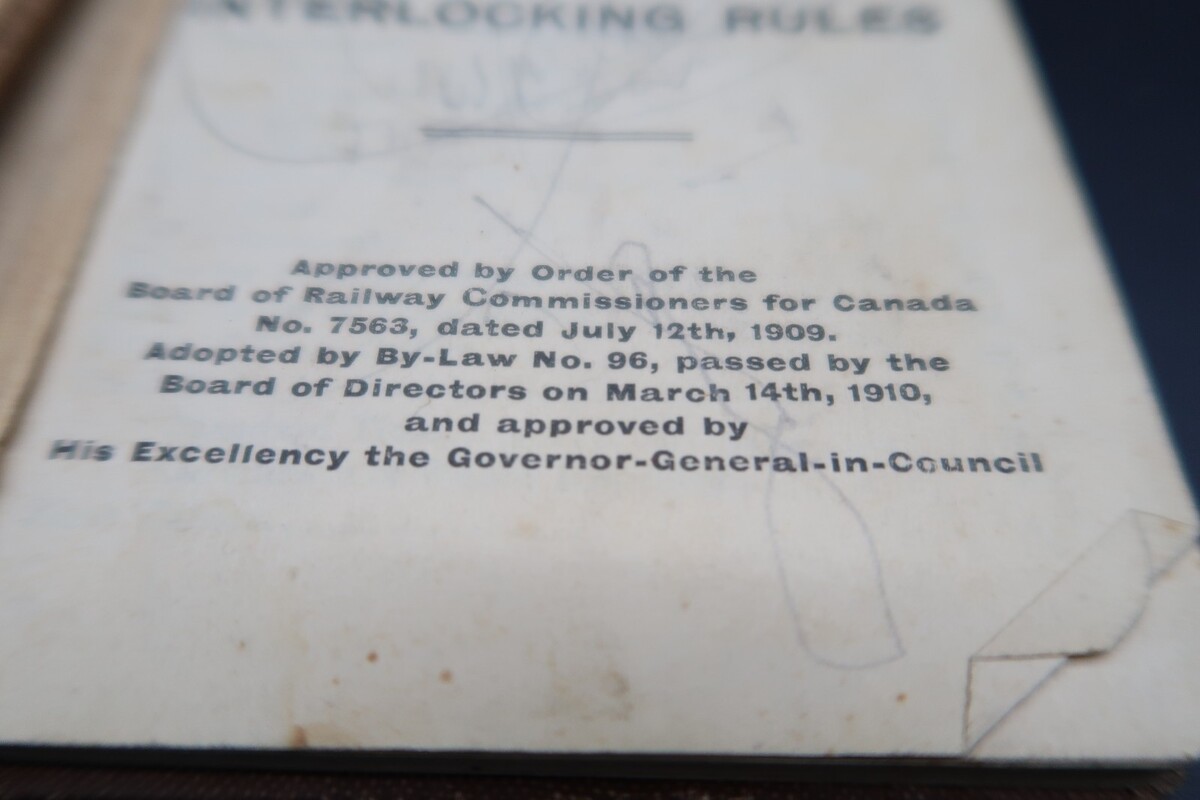 INTERLOCKING RULES
Approved by Order of the
Board of Railway Commissioners for Canada
No. 7563, dated July 12th, 1909.
Adopted by By-Law No. 96, passed by the
Board of Directors on March 14th, 1910,
and approved by
His Excellency the Governor-General-in-Council